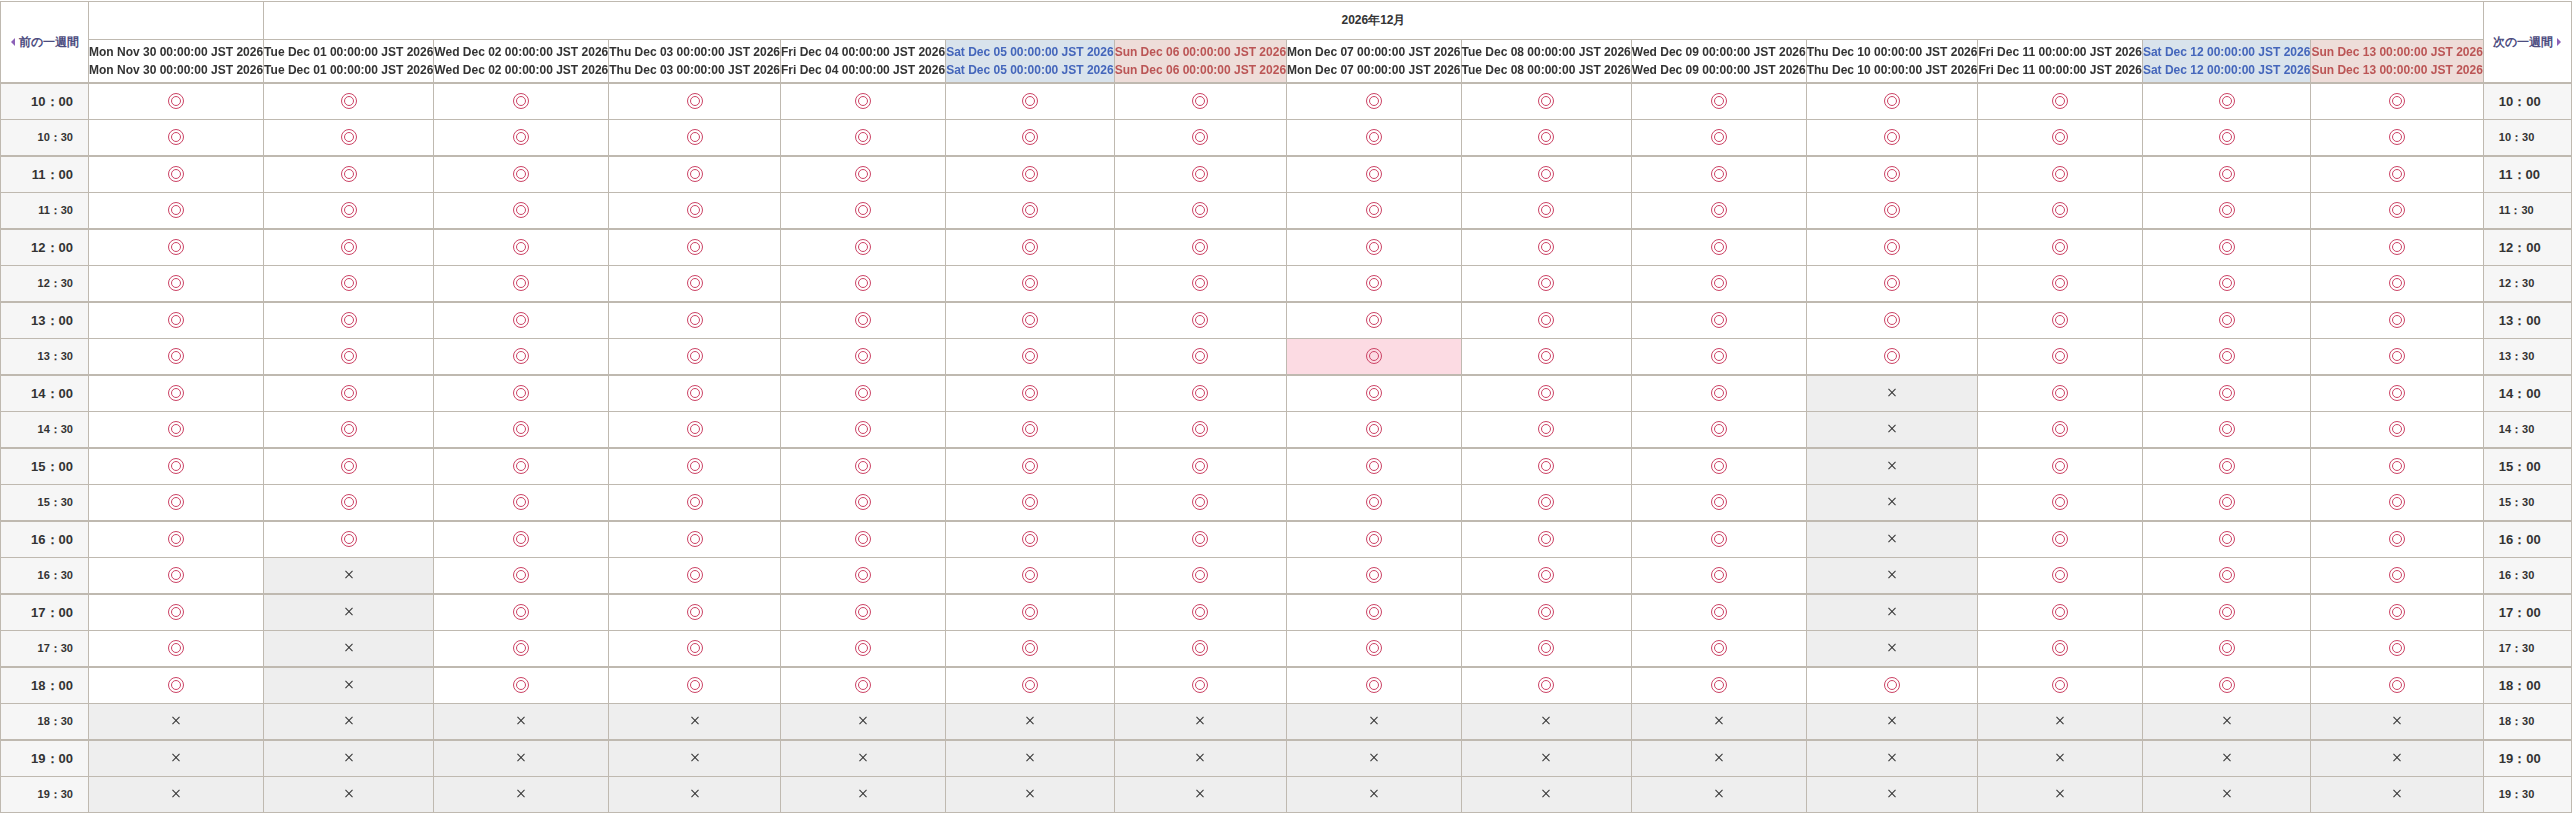 2026年12月
前の一週間
次の一週間
Mon Nov 30 00:00:00 JST 2026 Tue Dec 01 00:00:00 JST 2026 Wed Dec 02 00:00:00 JST 2026 Thu Dec 03 00:00:00 JST 2026 Fri Dec 04 00:00:00 JST 2026 Sat Dec 05 00:00:00 JST 2026 Sun Dec 06 00:00:00 JST 2026 Mon Dec 07 00:00:00 JST 2026 Tue Dec 08 00:00:00 JST 2026 Wed Dec 09 00:00:00 JST 2026 Thu Dec 10 00:00:00 JST 2026 Fri Dec 11 00:00:00 JST 2026 Sat Dec 12 00:00:00 JST 2026 Sun Dec 13 00:00:00 JST 2026
Mon Nov 30 00:00:00 JST 2026 Tue Dec 01 00:00:00 JST 2026 Wed Dec 02 00:00:00 JST 2026 Thu Dec 03 00:00:00 JST 2026 Fri Dec 04 00:00:00 JST 2026 Sat Dec 05 00:00:00 JST 2026 Sun Dec 06 00:00:00 JST 2026 Mon Dec 07 00:00:00 JST 2026 Tue Dec 08 00:00:00 JST 2026 Wed Dec 09 00:00:00 JST 2026 Thu Dec 10 00:00:00 JST 2026 Fri Dec 11 00:00:00 JST 2026 Sat Dec 12 00:00:00 JST 2026 Sun Dec 13 00:00:00 JST 2026
10：00 ◎ ◎ ◎ ◎ ◎ ◎ ◎ ◎ ◎ ◎ ◎ ◎ ◎ ◎ 10：00
10：30 ◎ ◎ ◎ ◎ ◎ ◎ ◎ ◎ ◎ ◎ ◎ ◎ ◎ ◎ 10：30
11：00 ◎ ◎ ◎ ◎ ◎ ◎ ◎ ◎ ◎ ◎ ◎ ◎ ◎ ◎ 11：00
11：30 ◎ ◎ ◎ ◎ ◎ ◎ ◎ ◎ ◎ ◎ ◎ ◎ ◎ ◎ 11：30
12：00 ◎ ◎ ◎ ◎ ◎ ◎ ◎ ◎ ◎ ◎ ◎ ◎ ◎ ◎ 12：00
12：30 ◎ ◎ ◎ ◎ ◎ ◎ ◎ ◎ ◎ ◎ ◎ ◎ ◎ ◎ 12：30
13：00 ◎ ◎ ◎ ◎ ◎ ◎ ◎ ◎ ◎ ◎ ◎ ◎ ◎ ◎ 13：00
13：30 ◎ ◎ ◎ ◎ ◎ ◎ ◎ ◎ ◎ ◎ ◎ ◎ ◎ ◎ 13：30
14：00 ◎ ◎ ◎ ◎ ◎ ◎ ◎ ◎ ◎ ◎ × ◎ ◎ ◎ 14：00
14：30 ◎ ◎ ◎ ◎ ◎ ◎ ◎ ◎ ◎ ◎ × ◎ ◎ ◎ 14：30
15：00 ◎ ◎ ◎ ◎ ◎ ◎ ◎ ◎ ◎ ◎ × ◎ ◎ ◎ 15：00
15：30 ◎ ◎ ◎ ◎ ◎ ◎ ◎ ◎ ◎ ◎ × ◎ ◎ ◎ 15：30
16：00 ◎ ◎ ◎ ◎ ◎ ◎ ◎ ◎ ◎ ◎ × ◎ ◎ ◎ 16：00
16：30 ◎ × ◎ ◎ ◎ ◎ ◎ ◎ ◎ ◎ × ◎ ◎ ◎ 16：30
17：00 ◎ × ◎ ◎ ◎ ◎ ◎ ◎ ◎ ◎ × ◎ ◎ ◎ 17：00
17：30 ◎ × ◎ ◎ ◎ ◎ ◎ ◎ ◎ ◎ × ◎ ◎ ◎ 17：30
18：00 ◎ × ◎ ◎ ◎ ◎ ◎ ◎ ◎ ◎ ◎ ◎ ◎ ◎ 18：00
18：30 × × × × × × × × × × × × × × 18：30
19：00 × × × × × × × × × × × × × × 19：00
19：30 × × × × × × × × × × × × × × 19：30